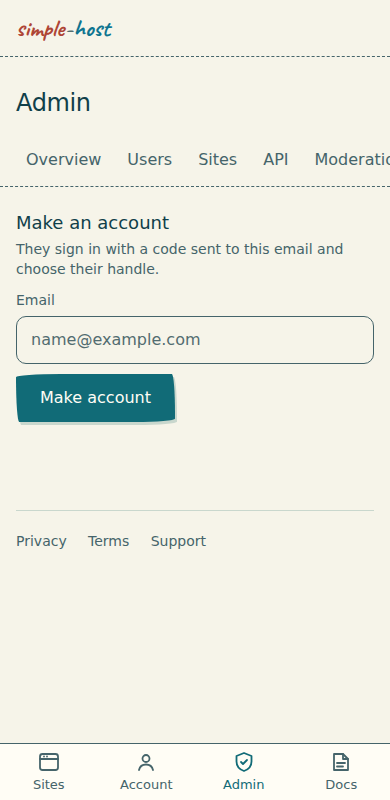 simple-host
Admin
Overview Users Sites API Moderatio
Make an account
They sign in with a code sent to this email and
choose their handle.
Email
name@example.com
Make account
Privacy Terms Support
Sites Account Admin Docs